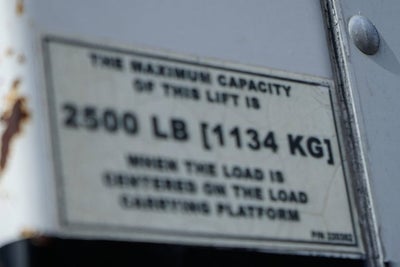 THE MAXIMUM CAPACITY
OF THIS LIFT IS
2500 LB [1134 KG]
WHEN THE LOAD IS
CENTERED ON THE LOAD
CARRYING PLATFORM
P/N